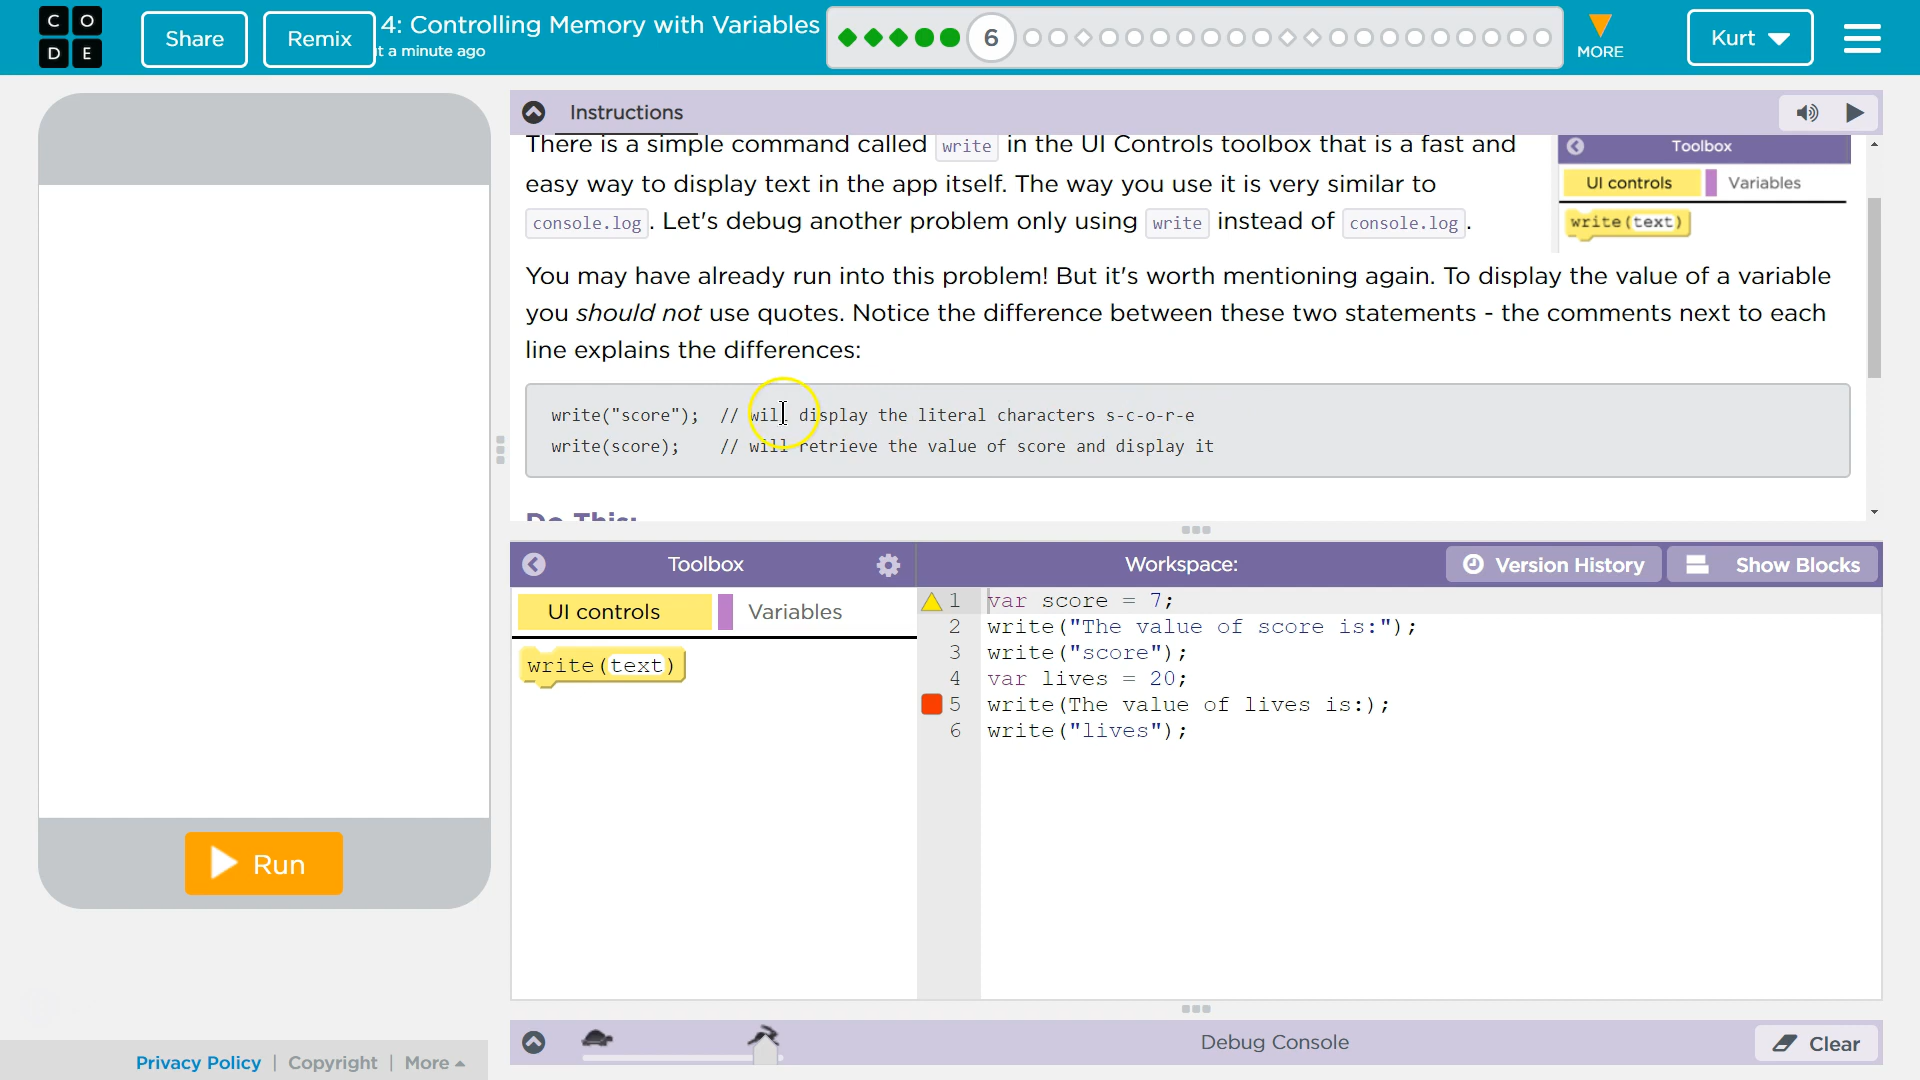 C O
D E
Share
Remix
4: Controlling Memory with Variables
t a minute ago
6
MORE
Kurt
Instructions
There is a simple command called write in the UI Controls toolbox that is a fast and
easy way to display text in the app itself. The way you use it is very similar to
console.log. Let's debug another problem only using write instead of console.log.
Toolbox
UI controls
Variables
write(text)
You may have already run into this problem! But it's worth mentioning again. To display the value of a variable
you should not use quotes. Notice the difference between these two statements - the comments next to each
line explains the differences:
write("score"); // will display the literal characters s-c-o-r-e
write(score); // will retrieve the value of score and display it
Do This:
Toolbox
Workspace:
Version History
Show Blocks
UI controls
Variables
write(text)
1 var score = 7;
2 write("The value of score is:");
3 write("score");
4 var lives = 20;
5 write(The value of lives is:);
6 write("lives");
Run
Debug Console
Clear
Privacy Policy | Copyright | More